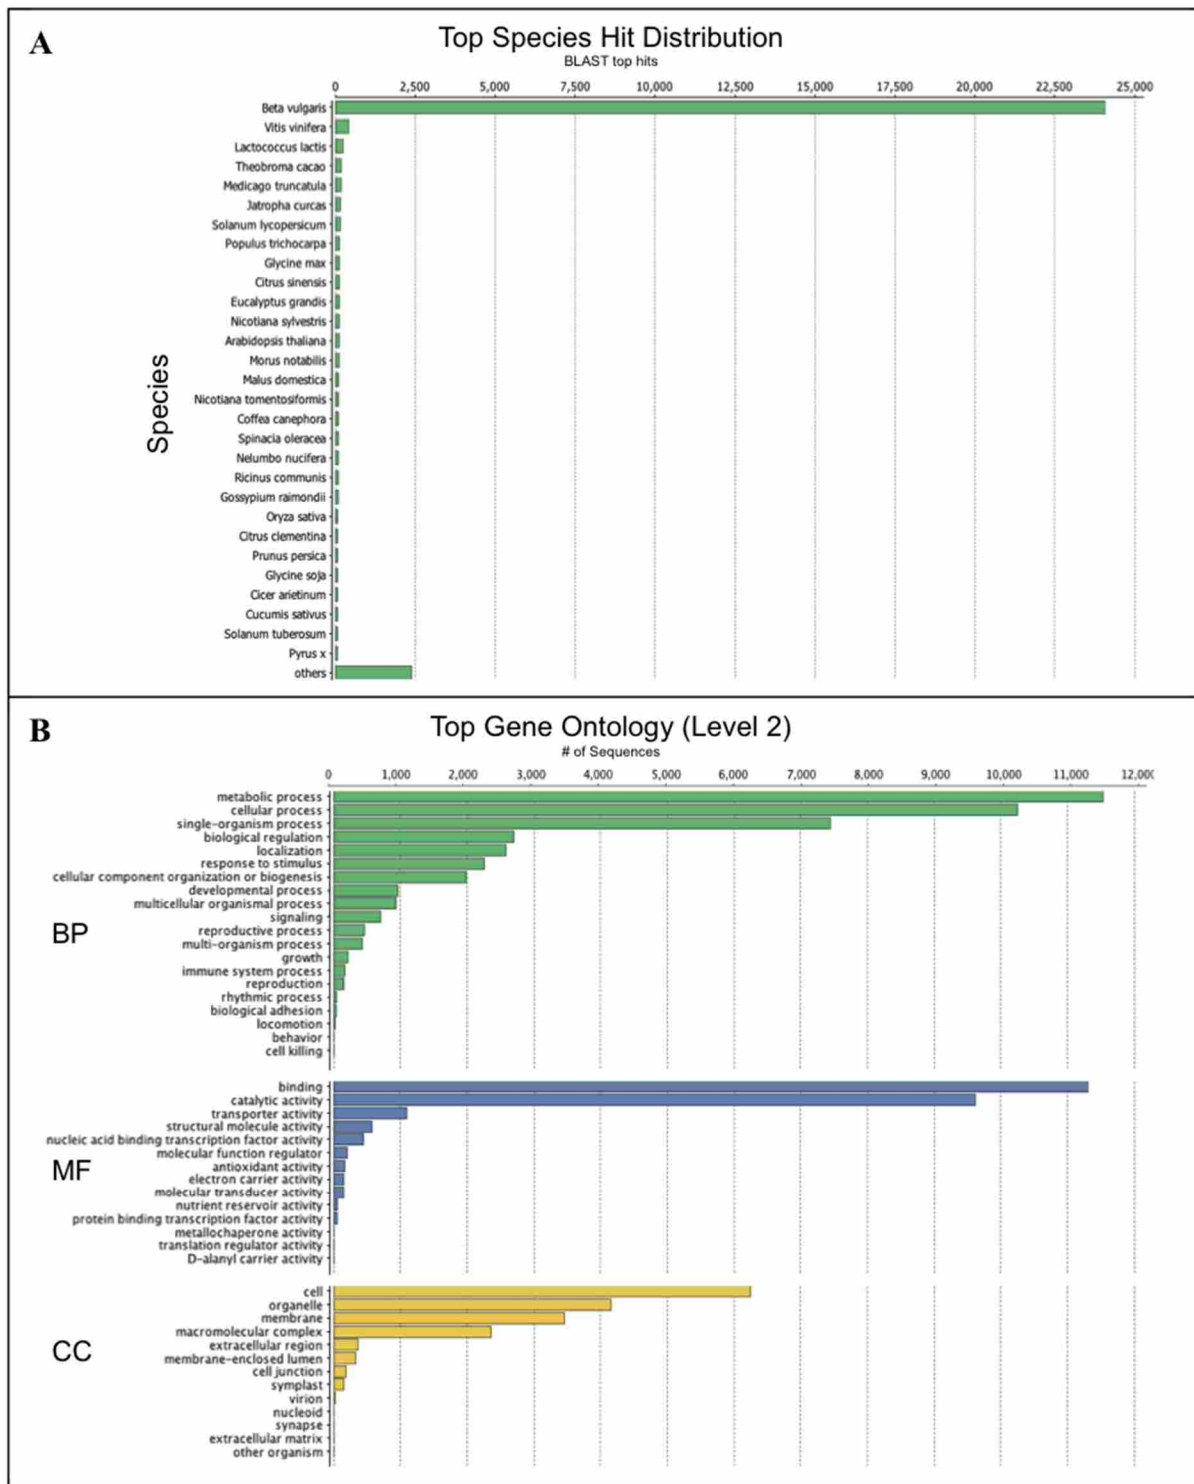 A
Top Species Hit Distribution
BLAST top hits
0 2,500 5,000 7,500 10,000 12,500 15,000 17,500 20,000 22,500 25,000
Species
Beta vulgaris
Vitis vinifera
Lactococcus lactis
Theobroma cacao
Medicago truncatula
Jatropha curcas
Solanum lycopersicum
Populus trichocarpa
Glycine max
Citrus sinensis
Eucalyptus grandis
Nicotiana sylvestris
Arabidopsis thaliana
Morus notabilis
Malus domestica
Nicotiana tomentosiformis
Coffea canephora
Spinacia oleracea
Nelumbo nucifera
Ricinus communis
Gossypium raimondii
Oryza sativa
Citrus clementina
Prunus persica
Glycine soja
Cicer arietinum
Cucumis sativus
Solanum tuberosum
Pyrus x
others
B
Top Gene Ontology (Level 2)
# of Sequences
0 1,000 2,000 3,000 4,000 5,000 6,000 7,000 8,000 9,000 10,000 11,000 12,000
BP
metabolic process
cellular process
single-organism process
biological regulation
localization
response to stimulus
cellular component organization or biogenesis
developmental process
multicellular organismal process
signaling
reproductive process
multi-organism process
growth
immune system process
reproduction
rhythmic process
biological adhesion
locomotion
behavior
cell killing
MF
binding
catalytic activity
transporter activity
structural molecule activity
nucleic acid binding transcription factor activity
molecular function regulator
antioxidant activity
electron carrier activity
molecular transducer activity
nutrient reservoir activity
protein binding transcription factor activity
metallochaperone activity
translation regulator activity
D-alanyl carrier activity
CC
cell
organelle
membrane
macromolecular complex
extracellular region
membrane-enclosed lumen
cell junction
symplast
virion
nucleoid
synapse
extracellular matrix
other organism